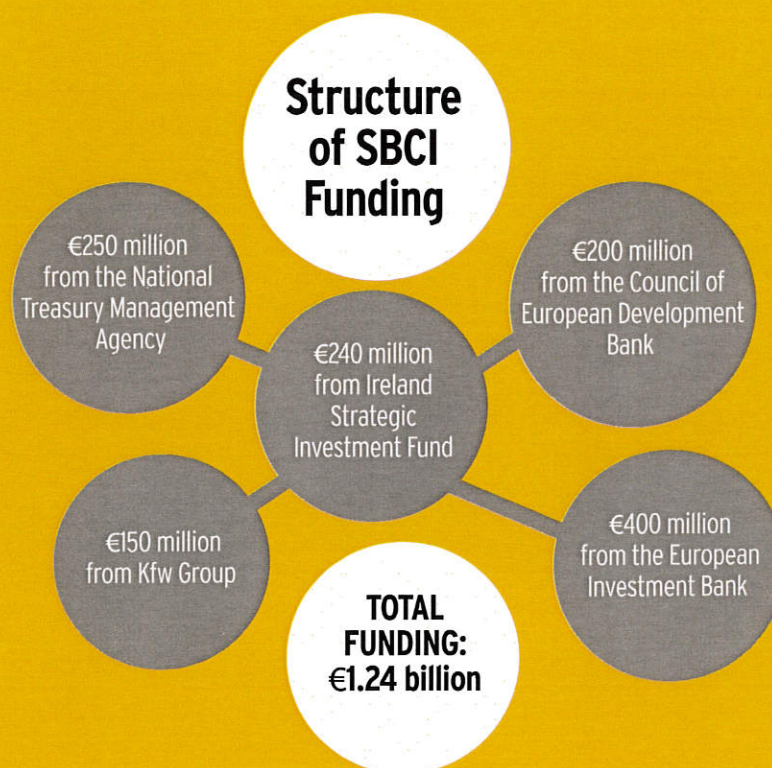 Structure
of SBCI
Funding
€250 million
from the National
Treasury Management
Agency
€200 million
from the Council of
European Development
Bank
€240 million
from Ireland
Strategic
Investment Fund
€150 million
from Kfw Group
€400 million
from the European
Investment Bank
TOTAL
FUNDING:
€1.24 billion